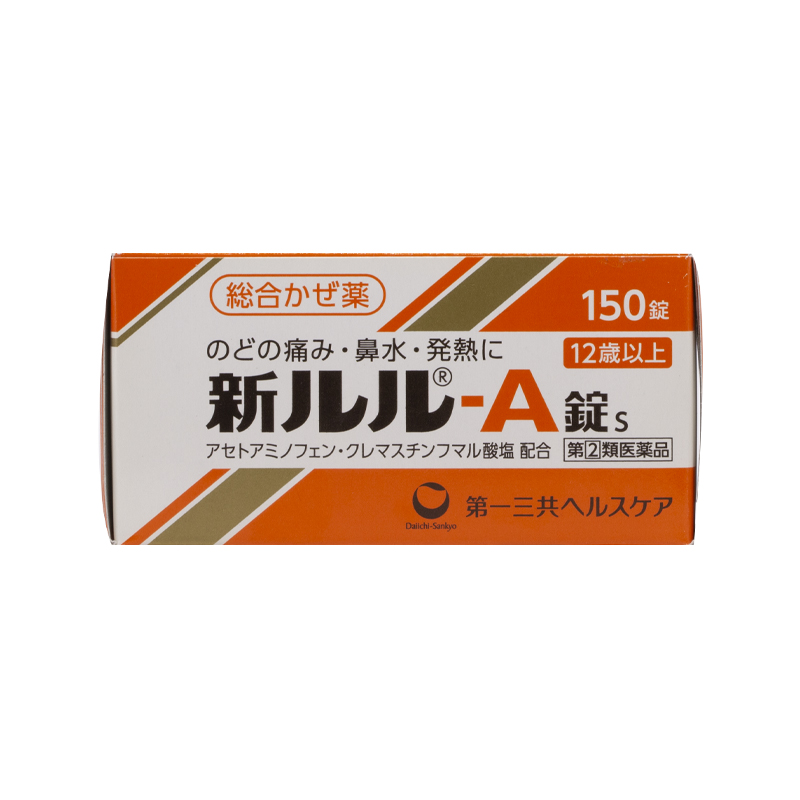 総合かぜ薬
150錠
のどの痛み・鼻水・発熱に
12歳以上
新ルル®-A錠s
アセトアミノフェン・クレマスチンフマル酸塩 配合
指②類医薬品
Daiichi-Sankyo
第一三共ヘルスケア